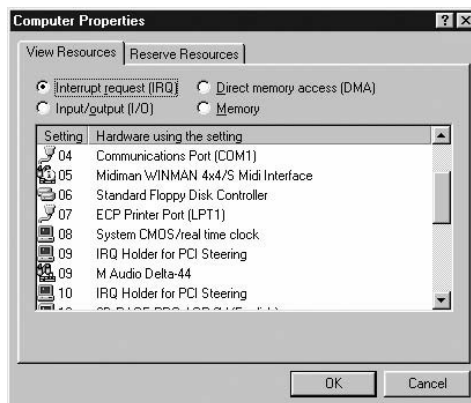 Computer Properties
View Resources
Reserve Resources
Interrupt request (IRQ)
Direct memory access (DMA)
Input/output (I/O)
Memory
Setting Hardware using the setting
04 Communications Port (COM1)
05 Midiman WINMAN 4x4/S Midi Interface
06 Standard Floppy Disk Controller
07 ECP Printer Port (LPT1)
08 System CMOS/real time clock
09 IRQ Holder for PCI Steering
09 M Audio Delta-44
10 IRQ Holder for PCI Steering
OK
Cancel